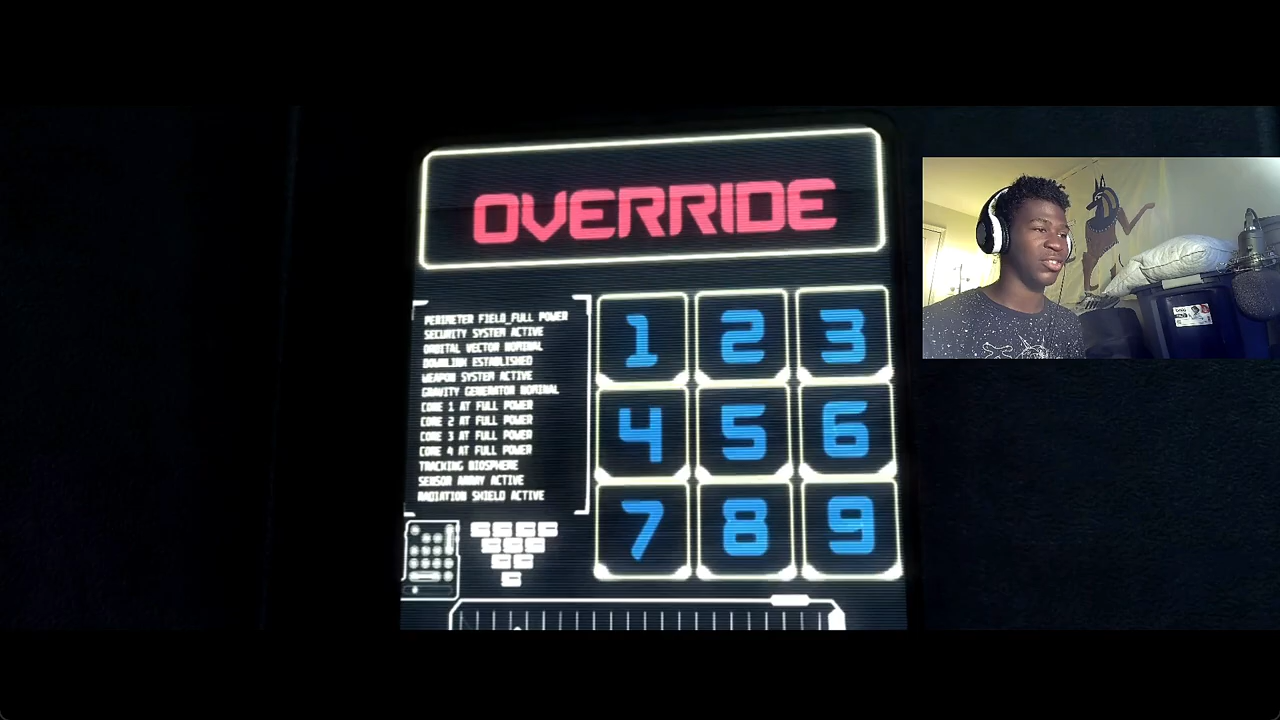 OVERRIDE
PERIMETER FIELD_FULL POWER
SECURITY SYSTEM ACTIVE
ORBITAL VECTOR NOMINAL
DOWNLINK ESTABLISHED
WEAPON SYSTEM ACTIVE
GRAVITY GENERATOR NOMINAL
CORE 1 AT FULL POWER
CORE 2 AT FULL POWER
CORE 3 AT FULL POWER
CORE 4 AT FULL POWER
TRACKING BIOSPHERE
SENSOR ARRAY ACTIVE
RADIATION SHIELD ACTIVE
1 2 3
4 5 6
7 8 9